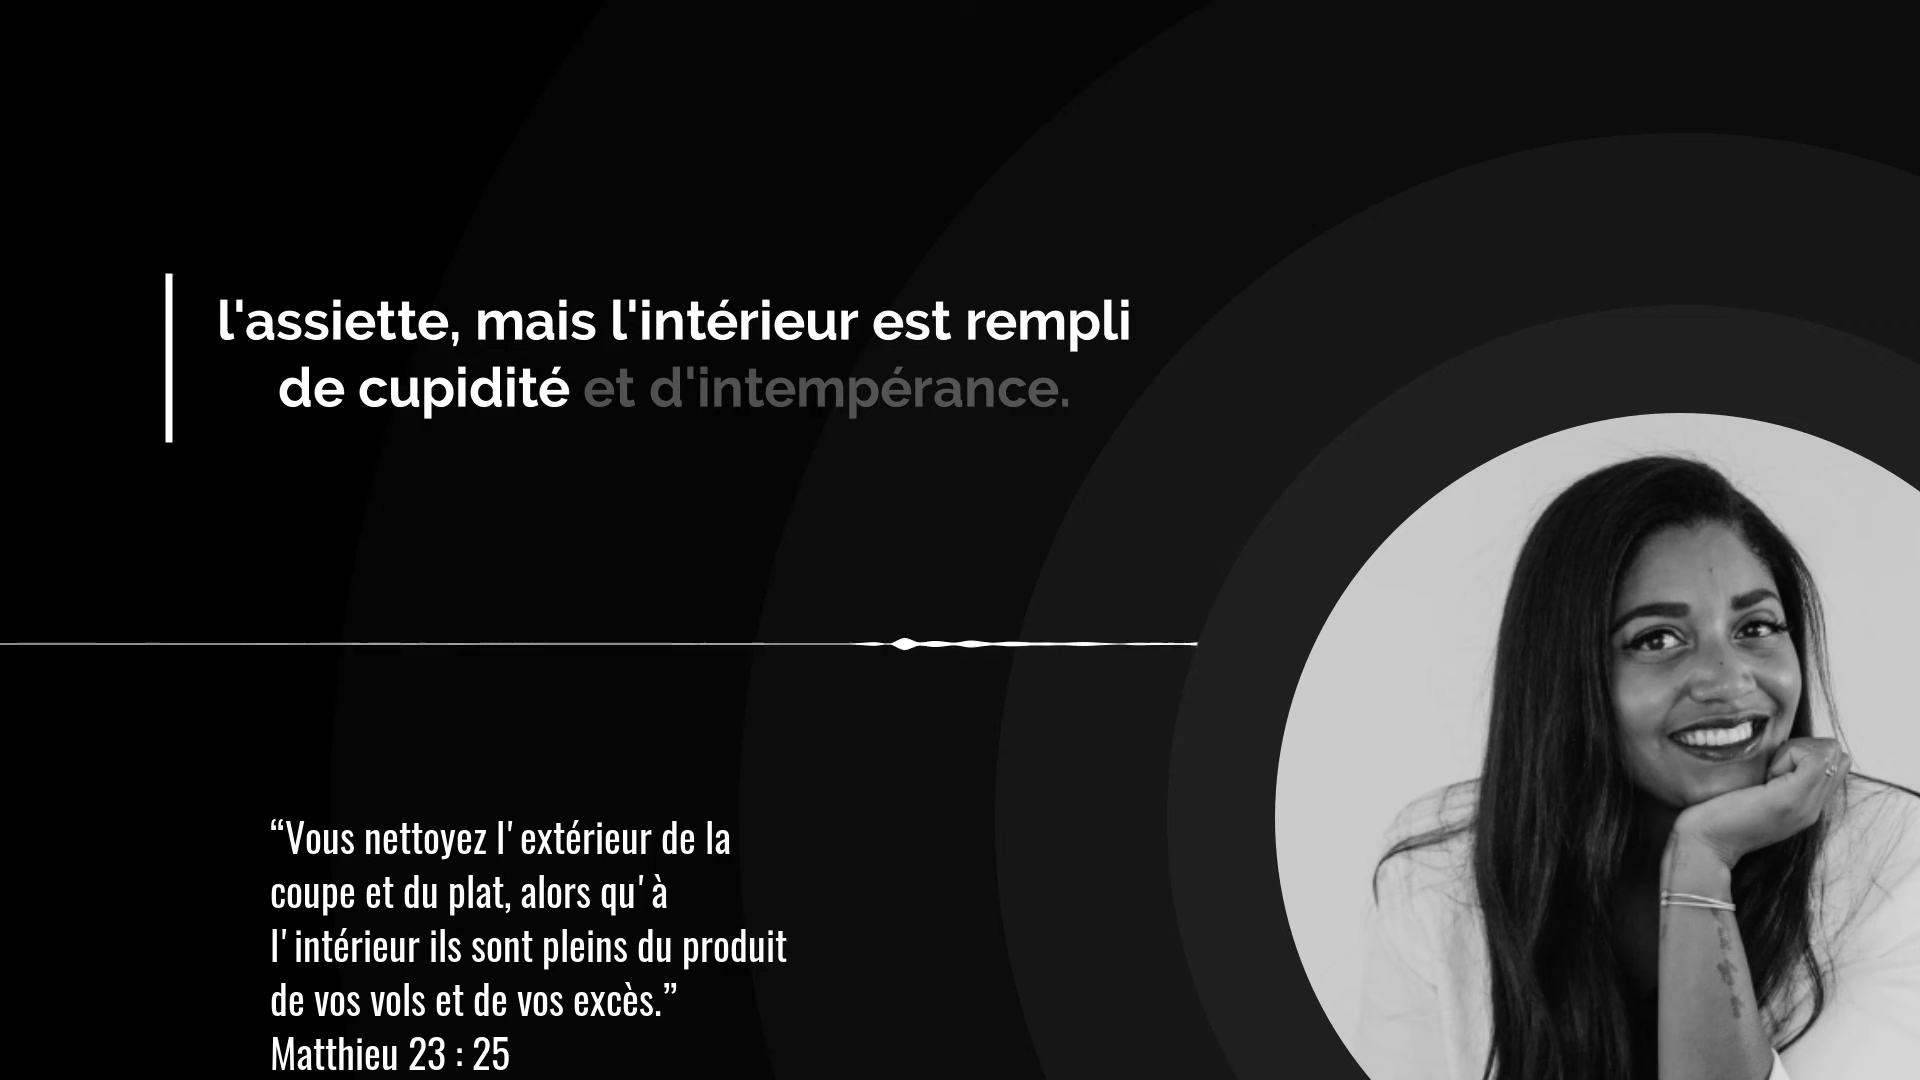 l'assiette, mais l'intérieur est rempli
de cupidité et d'intempérance.
“Vous nettoyez l'extérieur de la
coupe et du plat, alors qu'à
l'intérieur ils sont pleins du produit
de vos vols et de vos excès.”
Matthieu 23 : 25